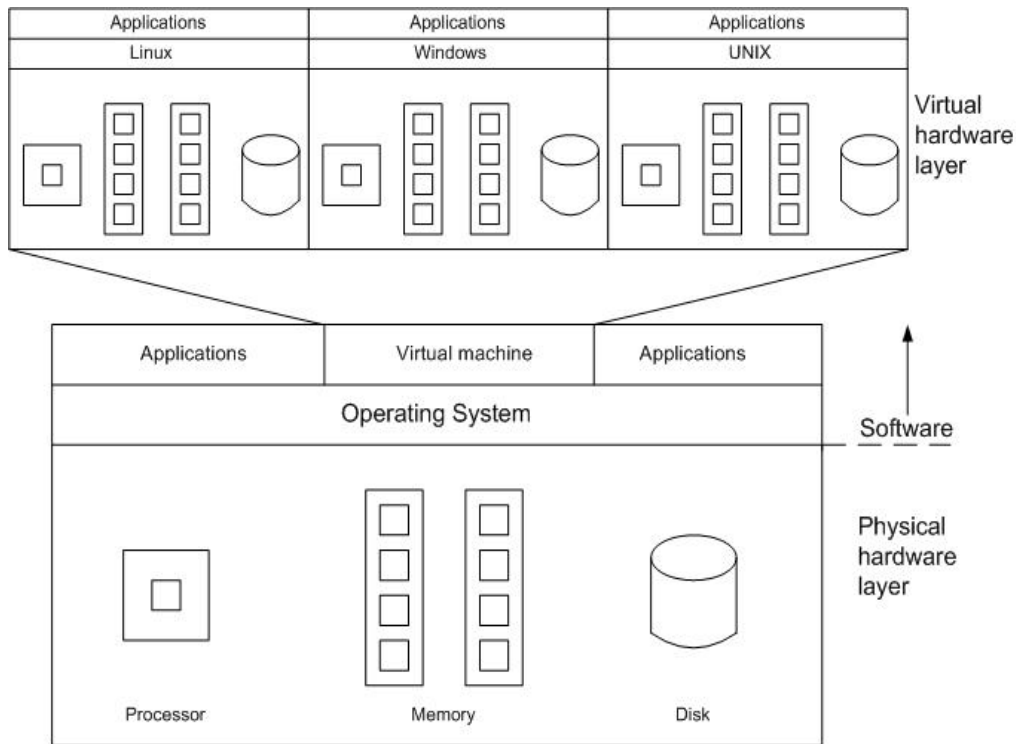 Applications
Applications
Applications
Linux
Windows
UNIX
Virtual
hardware
layer
Applications
Virtual machine
Applications
Operating System
Software
Physical
hardware
layer
Processor
Memory
Disk